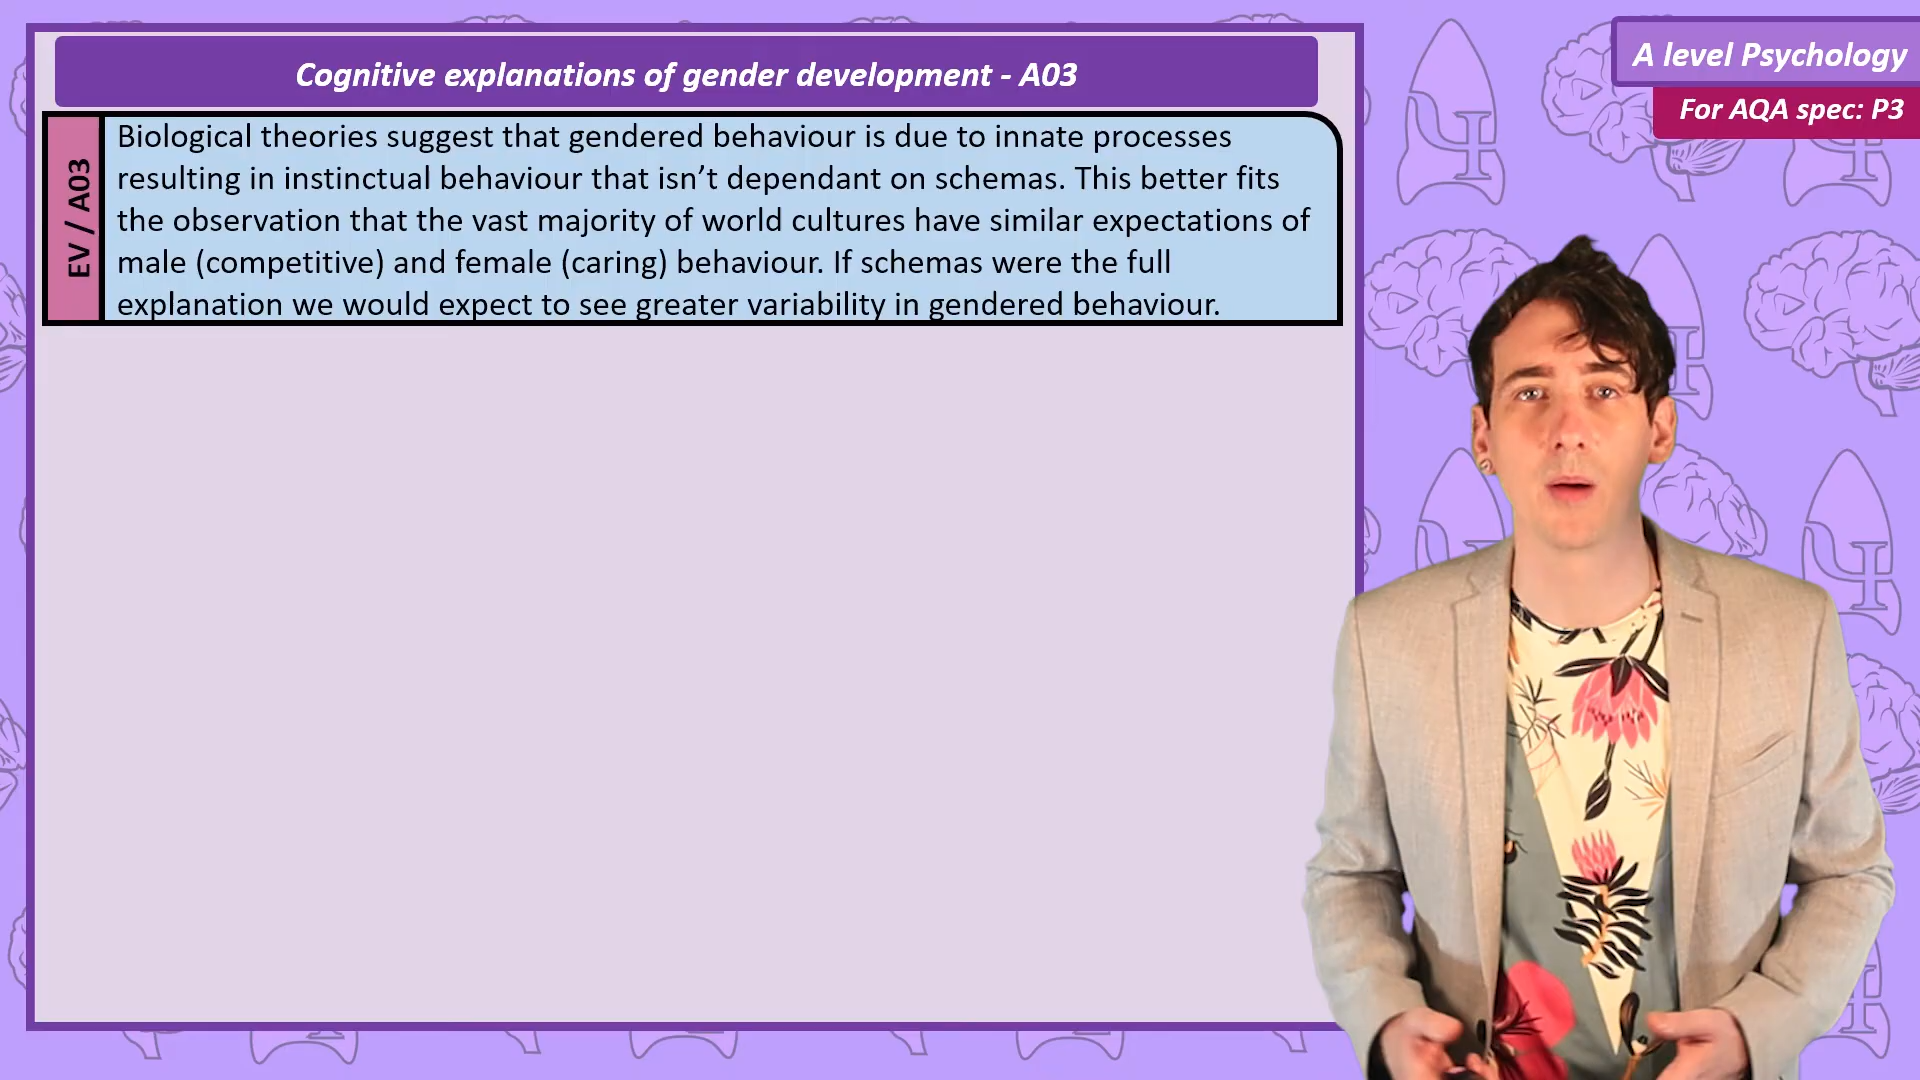 Cognitive explanations of gender development - A03
A level Psychology
For AQA spec: P3
EV / A03
Biological theories suggest that gendered behaviour is due to innate processes
resulting in instinctual behaviour that isn’t dependant on schemas. This better fits
the observation that the vast majority of world cultures have similar expectations of
male (competitive) and female (caring) behaviour. If schemas were the full
explanation we would expect to see greater variability in gendered behaviour.